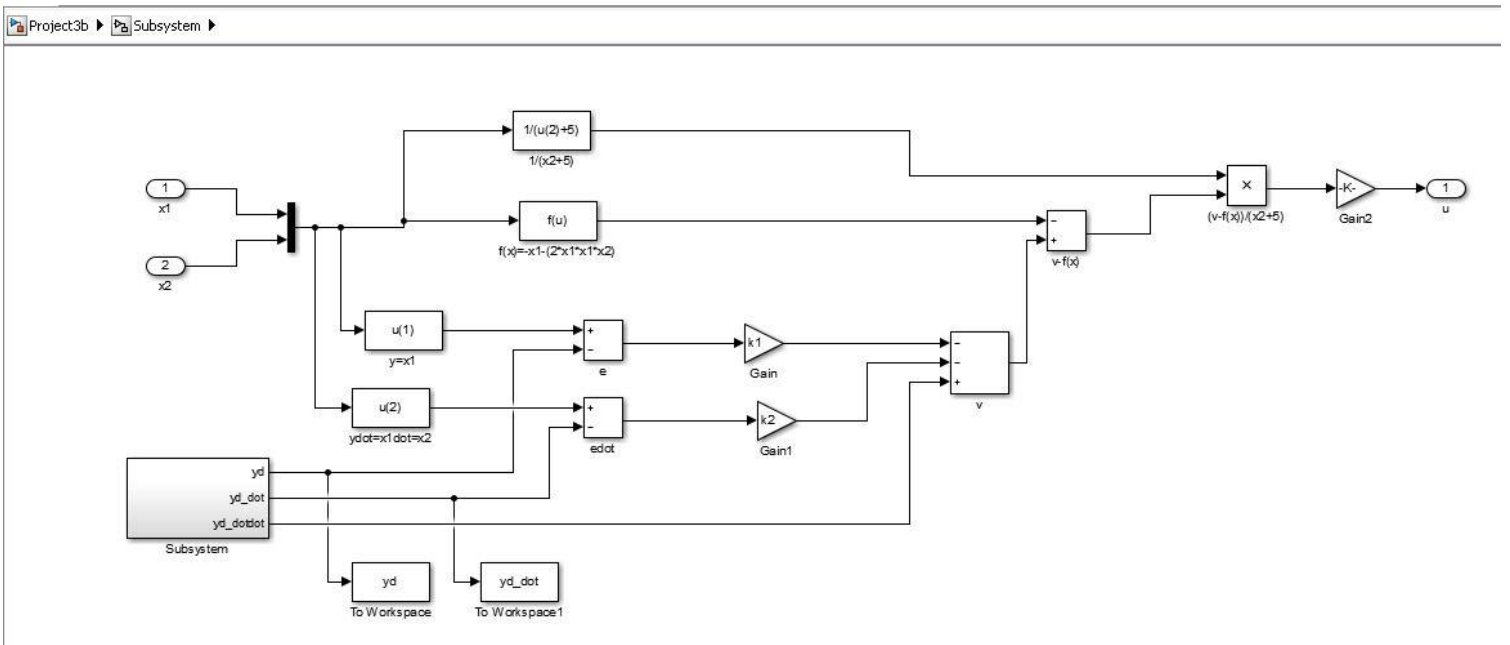 Project3b Subsystem
1/(u(2)+5)
1/(x2+5)
1
x1
2
x2
f(u)
f(x)=-x1-(2*x1*x1*x2)
-
+
v-f(x)
×
(v-f(x))/(x2+5)
-K-
Gain2
1
u
u(1)
y=x1
+
-
e
k1
Gain
-
-
+
v
u(2)
ydot=x1dot=x2
+
-
edot
k2
Gain1
yd
yd_dot
yd_dotdot
Subsystem
yd
To Workspace
yd_dot
To Workspace1